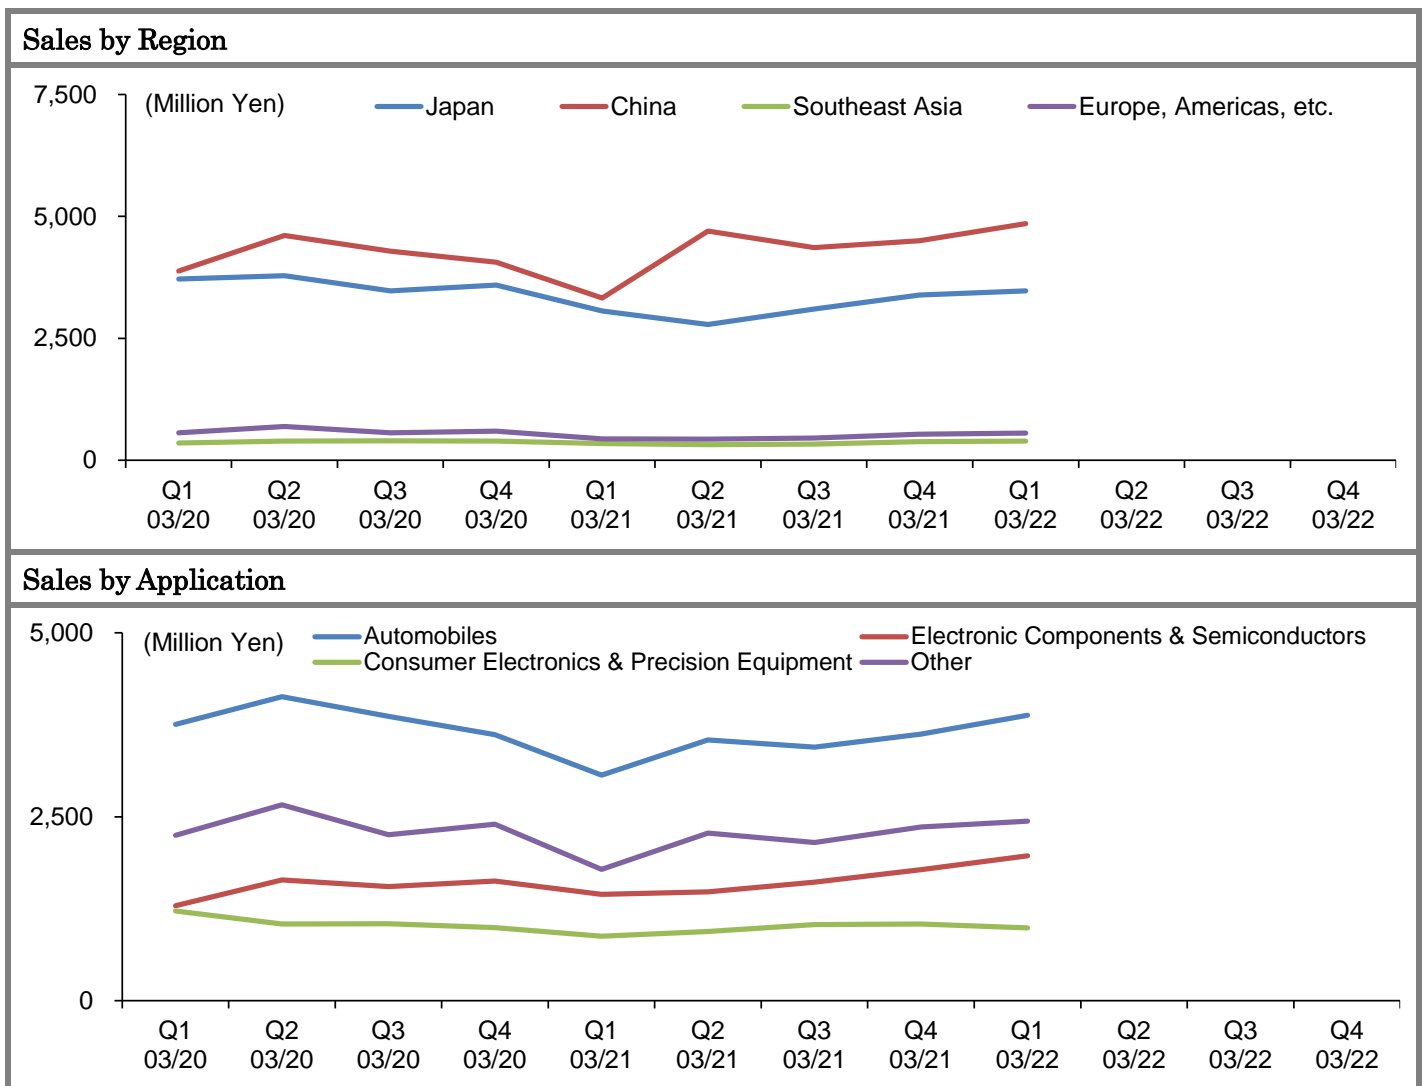 Sales by Region
7,500
(Million Yen) Japan China Southeast Asia Europe, Americas, etc.
5,000
2,500
0
Q1 Q2 Q3 Q4 Q1 Q2 Q3 Q4 Q1 Q2 Q3 Q4
03/20 03/20 03/20 03/20 03/21 03/21 03/21 03/21 03/22 03/22 03/22 03/22
Sales by Application
5,000
(Million Yen) Automobiles Electronic Components & Semiconductors
Consumer Electronics & Precision Equipment Other
2,500
0
Q1 Q2 Q3 Q4 Q1 Q2 Q3 Q4 Q1 Q2 Q3 Q4
03/20 03/20 03/20 03/20 03/21 03/21 03/21 03/21 03/22 03/22 03/22 03/22